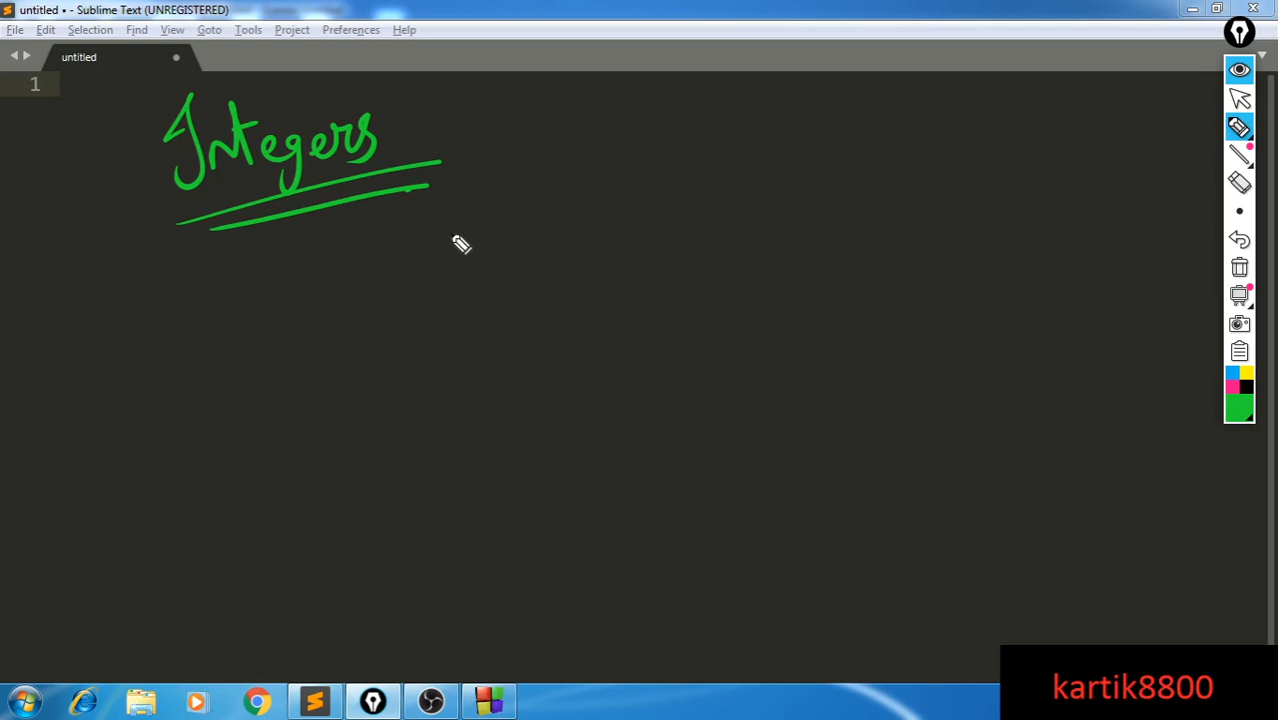 untitled • - Sublime Text (UNREGISTERED)
File Edit Selection Find View Goto Tools Project Preferences Help
untitled
1
Integers
kartik8800